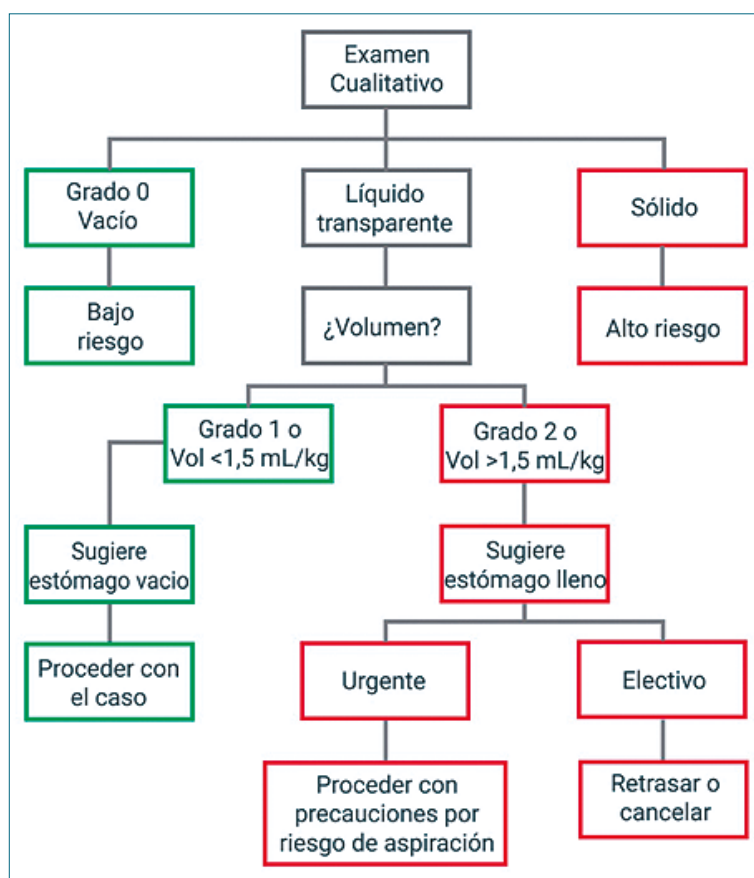 Examen
Cualitativo
Grado 0
Vacío
Líquido
transparente
Sólido
Bajo
riesgo
¿Volumen?
Alto riesgo
Grado 1 o
Vol <1,5 mL/kg
Grado 2 o
Vol >1,5 mL/kg
Sugiere
estómago vacio
Sugiere
estómago lleno
Proceder con
el caso
Urgente
Electivo
Proceder con
precauciones por
riesgo de aspiración
Retrasar o
cancelar